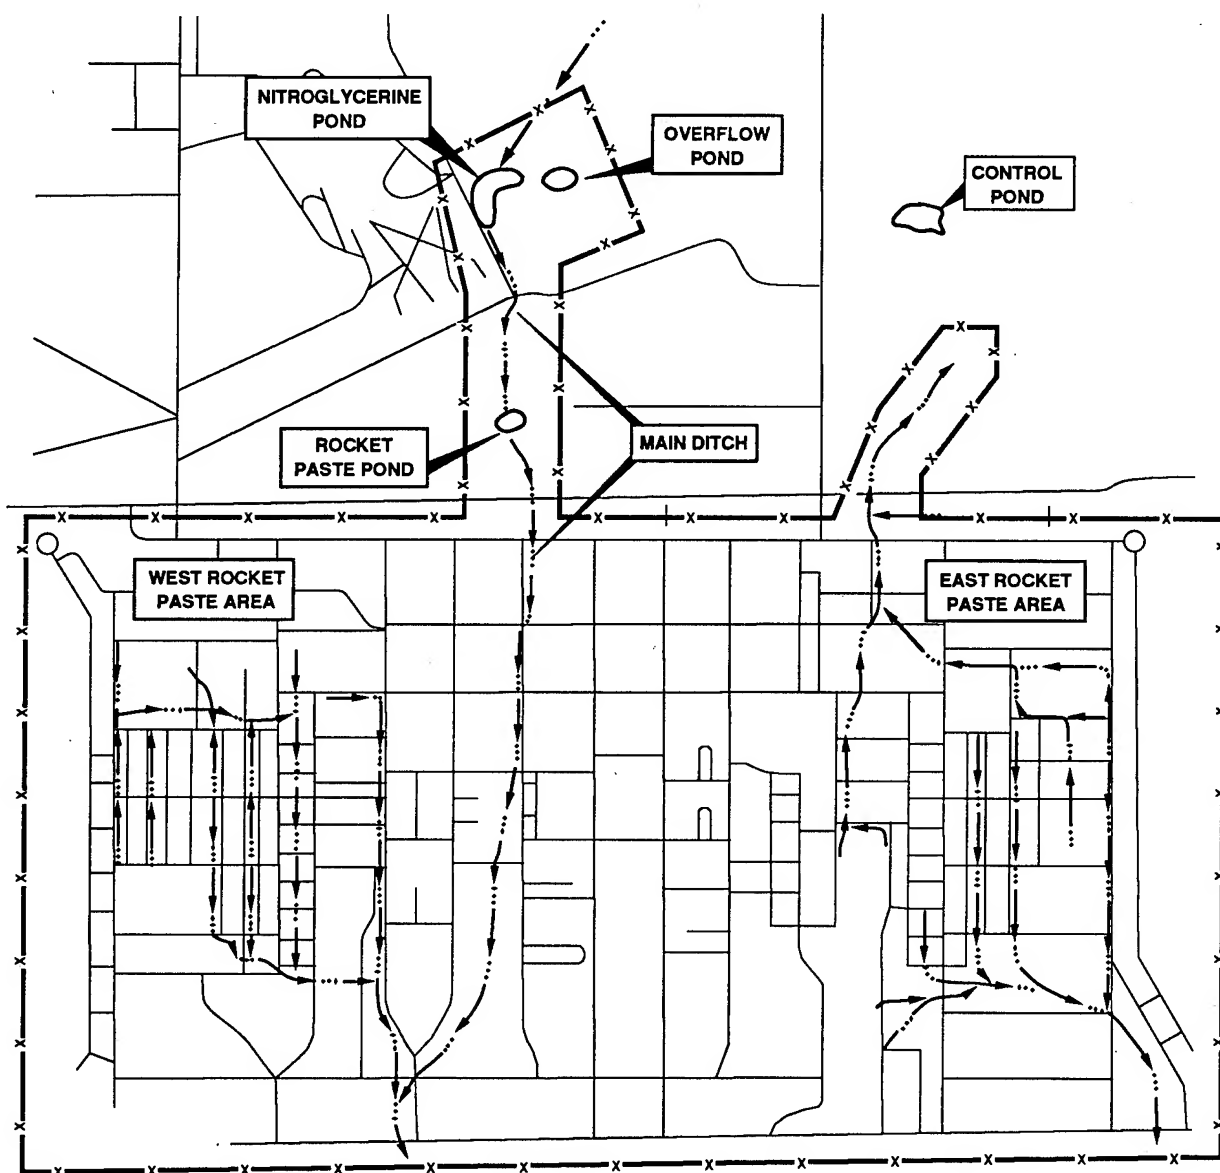 NITROGLYCERINE
POND
OVERFLOW
POND
CONTROL
POND
ROCKET
PASTE POND
MAIN DITCH
WEST ROCKET
PASTE AREA
EAST ROCKET
PASTE AREA